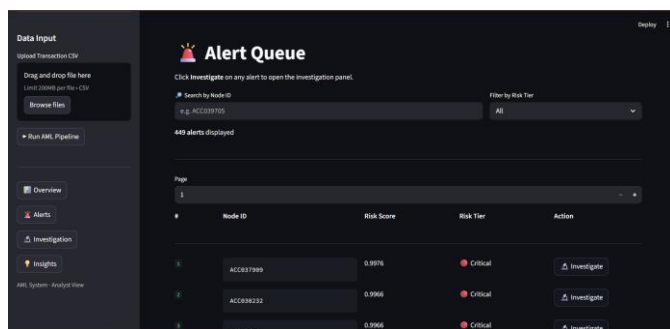 Deploy
Data Input
Upload Transaction CSV
Drag and drop file here
Limit 200MB per file • CSV
Browse files
Run AML Pipeline
Overview
Alerts
Investigation
Insights
AML System - Analyst View
Alert Queue
Click Investigate on any alert to open the investigation panel.
Search by Node ID
Filter by Risk Tier
e.g. ACC039705
All
449 alerts displayed
Page
1
- +
# Node ID Risk Score Risk Tier Action
1 ACC037909 0.9976 Critical Investigate
2 ACC030232 0.9966 Critical Investigate
3 0.9966 Critical Investigate